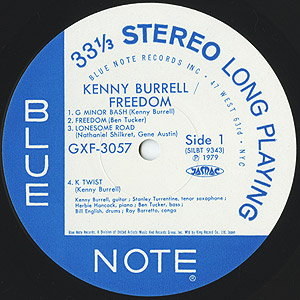 33⅓ STEREO LONG PLAYING
BLUE NOTE RECORDS INC · 47 WEST 63rd · NYC
KENNY BURRELL /
FREEDOM
1. G MINOR BASH (Kenny Burrell)
2. FREEDOM (Ben Tucker)
3. LONESOME ROAD
(Nathaniel Shilkret, Gene Austin)
Side 1
GXF-3057
(SILBT 9343)
Ⓟ 1979
JASRAC
4. K TWIST
(Kenny Burrell)
Kenny Burrell, guitar ; Stanley Turrentine, tenor saxophone ;
Herbie Hancock, piano ; Ben Tucker, bass ;
Bill English, drums ; Ray Barretto, conga
BLUE
NOTE
®